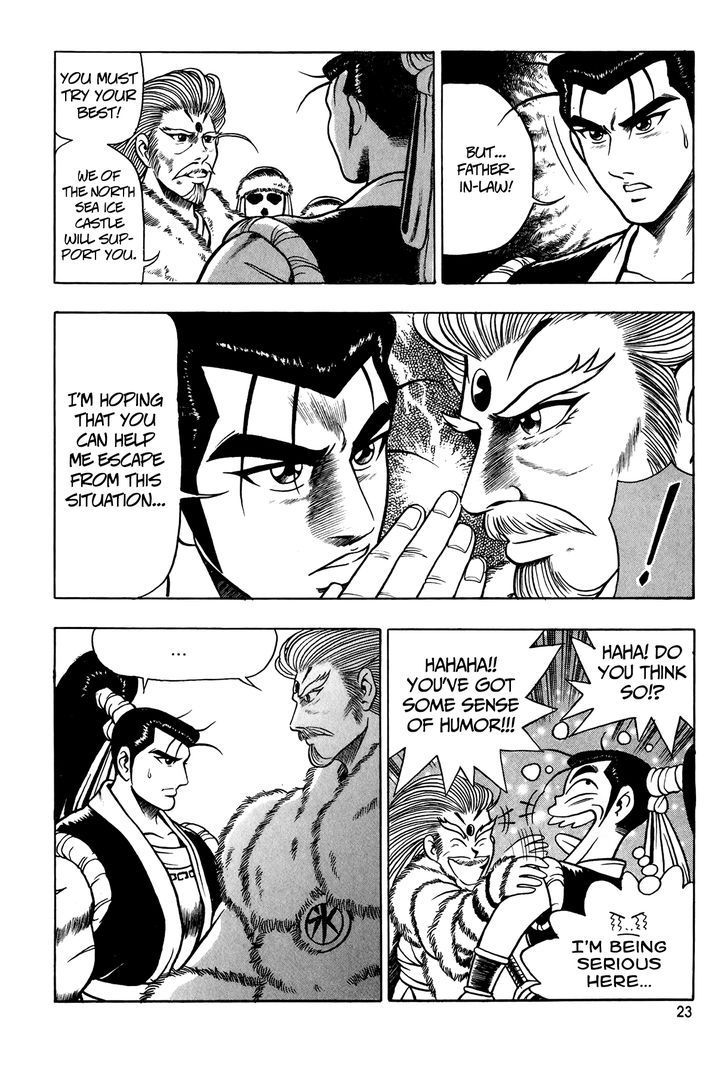 YOU MUST
TRY YOUR
BEST!
WE OF
THE NORTH
SEA ICE
CASTLE
WILL SUP-
PORT YOU.
BUT...
FATHER-
IN-LAW!
I'M HOPING
THAT YOU
CAN HELP
ME ESCAPE
FROM THIS
SITUATION...
!
...
HAHAHA!!
YOU'VE GOT
SOME SENSE
OF HUMOR!!!
HAHA! DO
YOU THINK
SO!?
I'M BEING
SERIOUS
HERE...
23